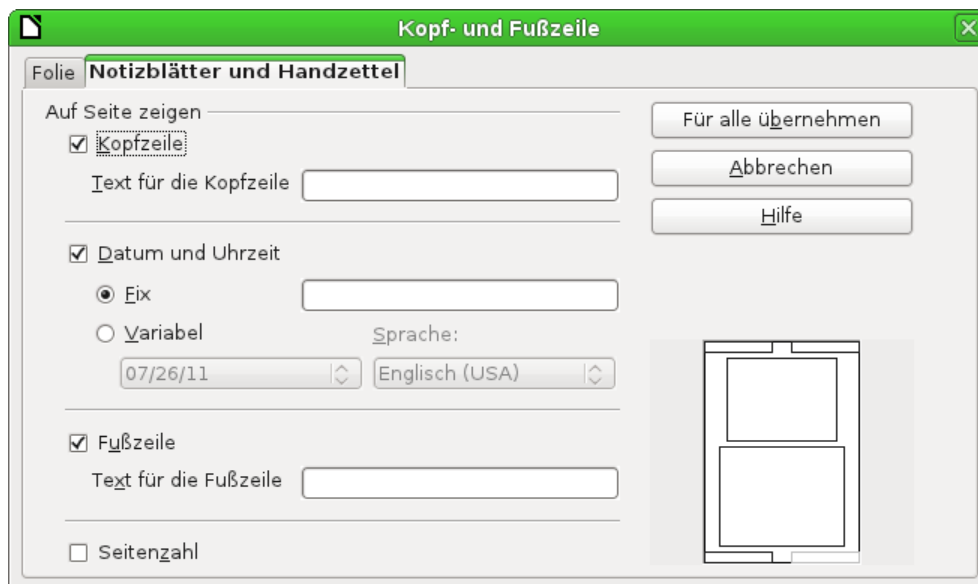 Kopf- und Fußzeile
Folie Notizblätter und Handzettel
Auf Seite zeigen
Kopfzeile
Text für die Kopfzeile
Datum und Uhrzeit
Fix
Variabel Sprache:
07/26/11 Englisch (USA)
Fußzeile
Text für die Fußzeile
Seitenzahl
Für alle übernehmen
Abbrechen
Hilfe